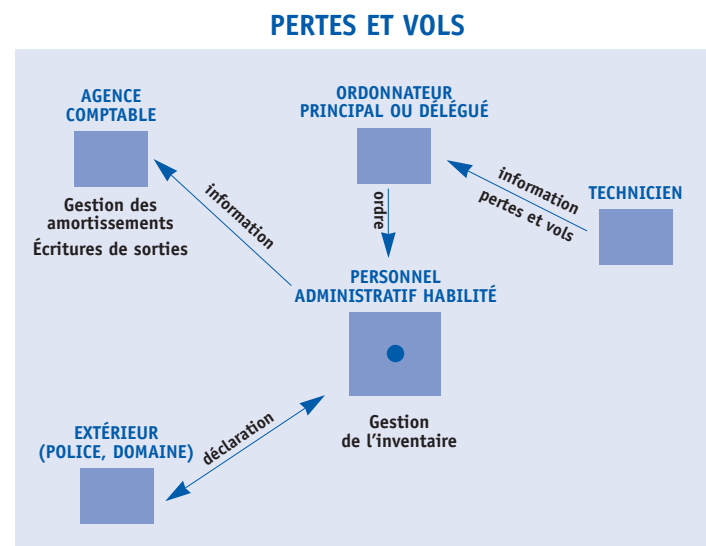 PERTES ET VOLS
AGENCE
COMPTABLE
Gestion des
amortissements
Écritures de sorties
ORDONNATEUR
PRINCIPAL OU DÉLÉGUÉ
information
pertes et vols
TECHNICIEN
information
ordre
PERSONNEL
ADMINISTRATIF HABILITÉ
Gestion
de l'inventaire
déclaration
EXTÉRIEUR
(POLICE, DOMAINE)